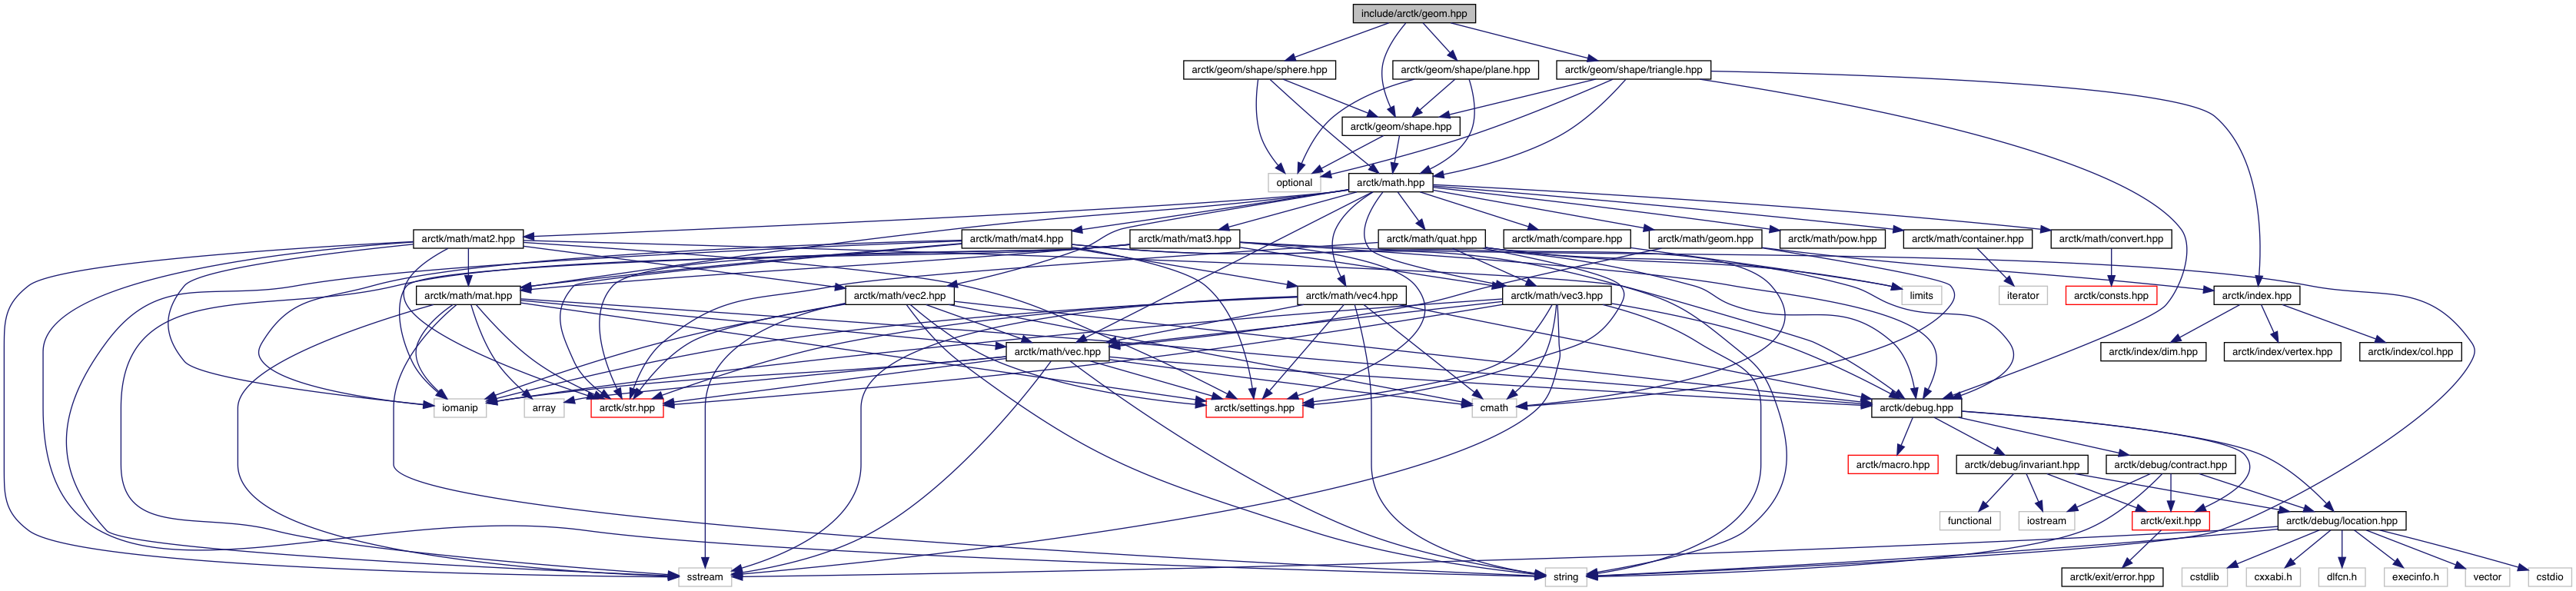 include/arctk/geom.hpp
arctk/geom/shape/sphere.hpp
arctk/geom/shape/plane.hpp
arctk/geom/shape/triangle.hpp
arctk/geom/shape.hpp
optional
arctk/math.hpp
arctk/math/mat2.hpp
arctk/math/mat4.hpp
arctk/math/mat3.hpp
arctk/math/quat.hpp
arctk/math/compare.hpp
arctk/math/geom.hpp
arctk/math/pow.hpp
arctk/math/container.hpp
arctk/math/convert.hpp
arctk/math/mat.hpp
arctk/math/vec2.hpp
arctk/math/vec4.hpp
arctk/math/vec3.hpp
limits
iterator
arctk/consts.hpp
arctk/index.hpp
arctk/math/vec.hpp
arctk/index/dim.hpp
arctk/index/vertex.hpp
arctk/index/col.hpp
iomanip
array
arctk/str.hpp
arctk/settings.hpp
cmath
arctk/debug.hpp
arctk/macro.hpp
arctk/debug/invariant.hpp
arctk/debug/contract.hpp
functional
iostream
arctk/exit.hpp
arctk/debug/location.hpp
sstream
string
arctk/exit/error.hpp
cstdlib
cxxabi.h
dlfcn.h
execinfo.h
vector
cstdio